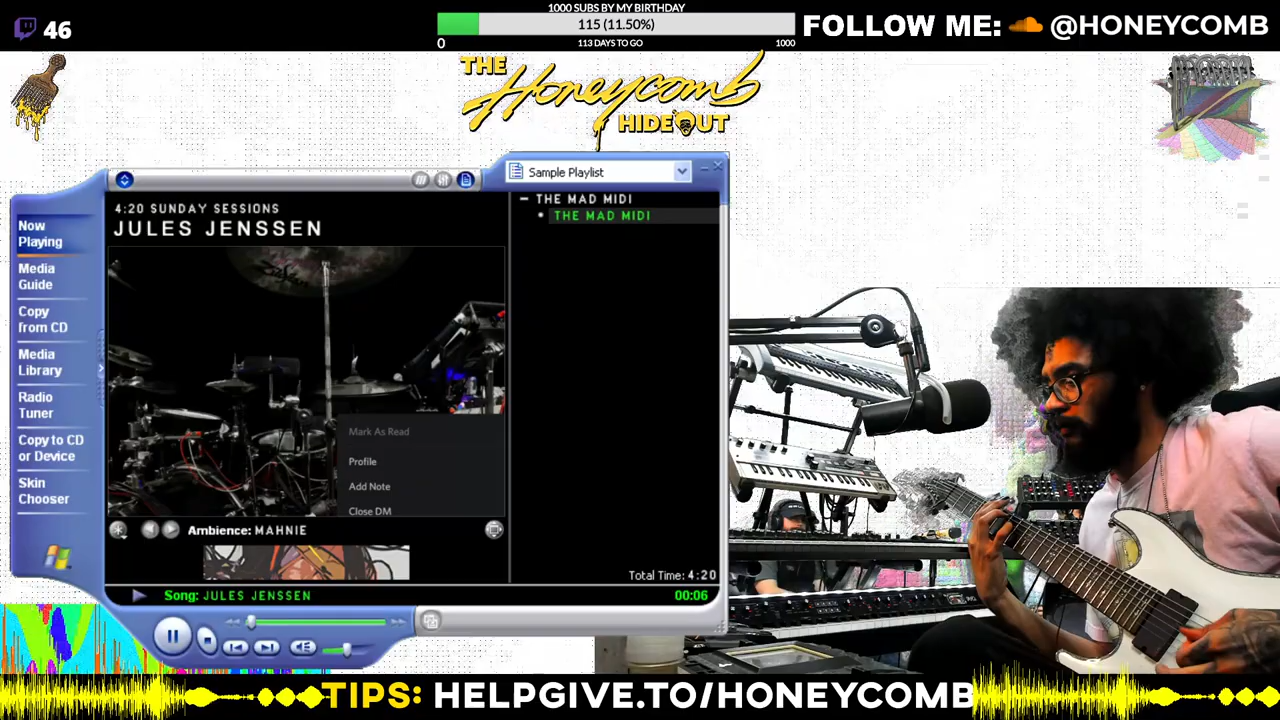 46
1000 SUBS BY MY BIRTHDAY
115 (11.50%)
0
113 DAYS TO GO
1000
FOLLOW ME: @HONEYCOMB
THE
Honeycomb
HIDEOUT
Sample Playlist
THE MAD MIDI
THE MAD MIDI
4:20 SUNDAY SESSIONS
JULES JENSSEN
Now
Playing
Media
Guide
Copy
from CD
Media
Library
Radio
Tuner
Copy to CD
or Device
Skin
Chooser
Mark As Read
Profile
Add Note
Close DM
Ambience: MAHNIE
Total Time: 4:20
Song: JULES JENSSEN
00:06
TIPS: HELPGIVE.TO/HONEYCOMB